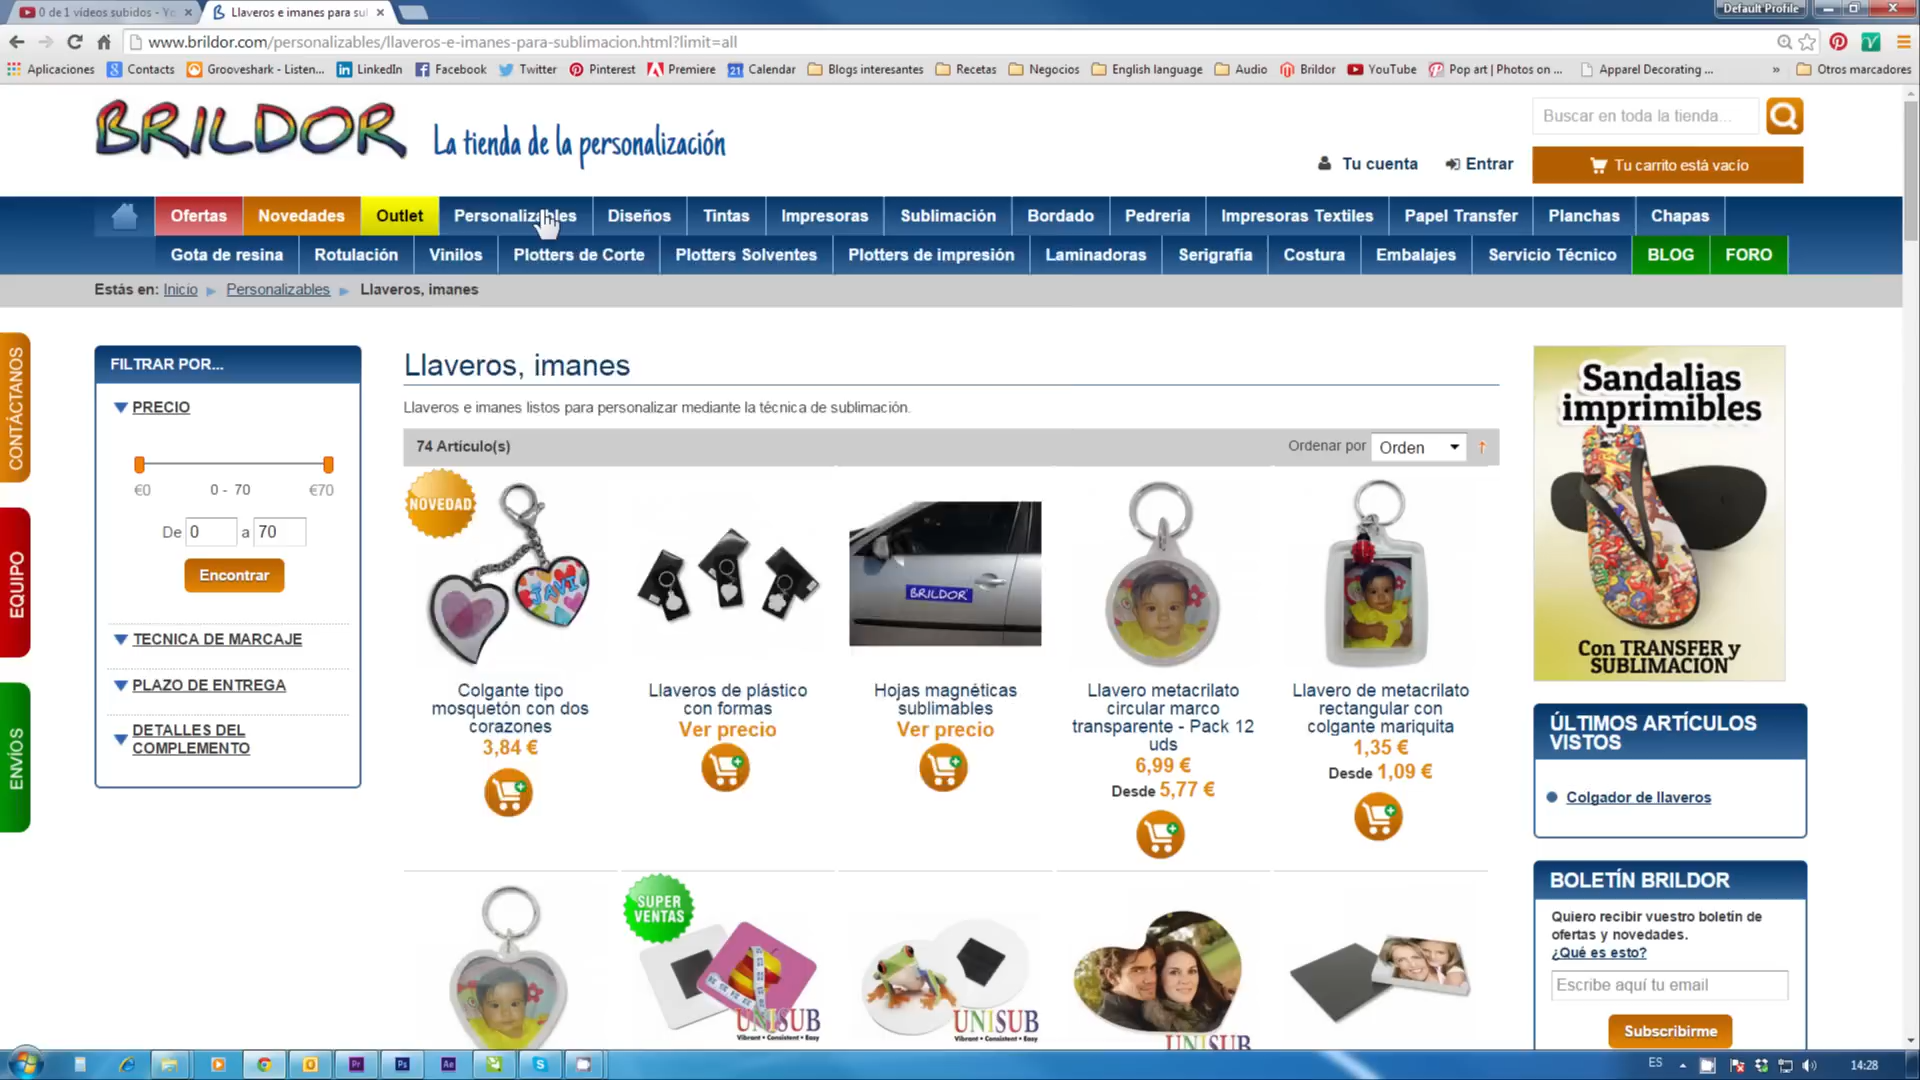 0 de 1 vídeos subidos - Yo
Llaveros e imanes para sul
Default Profile
www.brildor.com/personalizables/llaveros-e-imanes-para-sublimacion.html?limit=all
Aplicaciones Contacts Grooveshark - Listen... LinkedIn Facebook Twitter Pinterest Premiere Calendar Blogs interesantes Recetas Negocios English language Audio Brildor YouTube Pop art | Photos on ... Apparel Decorating ... » Otros marcadores
BRILDOR
La tienda de la personalización
Buscar en toda la tienda...
Tu cuenta Entrar
Tu carrito está vacío
Ofertas Novedades Outlet Personalizables Diseños Tintas Impresoras Sublimación Bordado Pedrería Impresoras Textiles Papel Transfer Planchas Chapas
Gota de resina Rotulación Vinilos Plotters de Corte Plotters Solventes Plotters de impresión Laminadoras Serigrafia Costura Embalajes Servicio Técnico BLOG FORO
Estás en: Inicio Personalizables Llaveros, imanes
CONTÁCTANOS
EQUIPO
ENVÍOS
FILTRAR POR...
PRECIO
€0 0 - 70 €70
De 0 a 70
Encontrar
TECNICA DE MARCAJE
PLAZO DE ENTREGA
DETALLES DEL
COMPLEMENTO
Llaveros, imanes
Llaveros e imanes listos para personalizar mediante la técnica de sublimación.
74 Artículo(s)
Ordenar por Orden
NOVEDAD
JAVI
Colgante tipo
mosquetón con dos
corazones
3,84 €
Llaveros de plástico
con formas
Ver precio
BRILDOR
Hojas magnéticas
sublimables
Ver precio
Llavero metacrilato
circular marco
transparente - Pack 12
uds
6,99 €
Desde 5,77 €
Llavero de metacrilato
rectangular con
colgante mariquita
1,35 €
Desde 1,09 €
SUPER
VENTAS
UNISUB
Vibrant • Consistent • Easy
UNISUB
Vibrant • Consistent • Easy
UNISUB
Sandalias
imprimibles
Con TRANSFER y
SUBLIMACIÓN
ÚLTIMOS ARTÍCULOS
VISTOS
Colgador de llaveros
BOLETÍN BRILDOR
Quiero recibir vuestro boletín de
ofertas y novedades.
¿Qué es esto?
Escribe aquí tu email
Subscribirme
ES 14:28